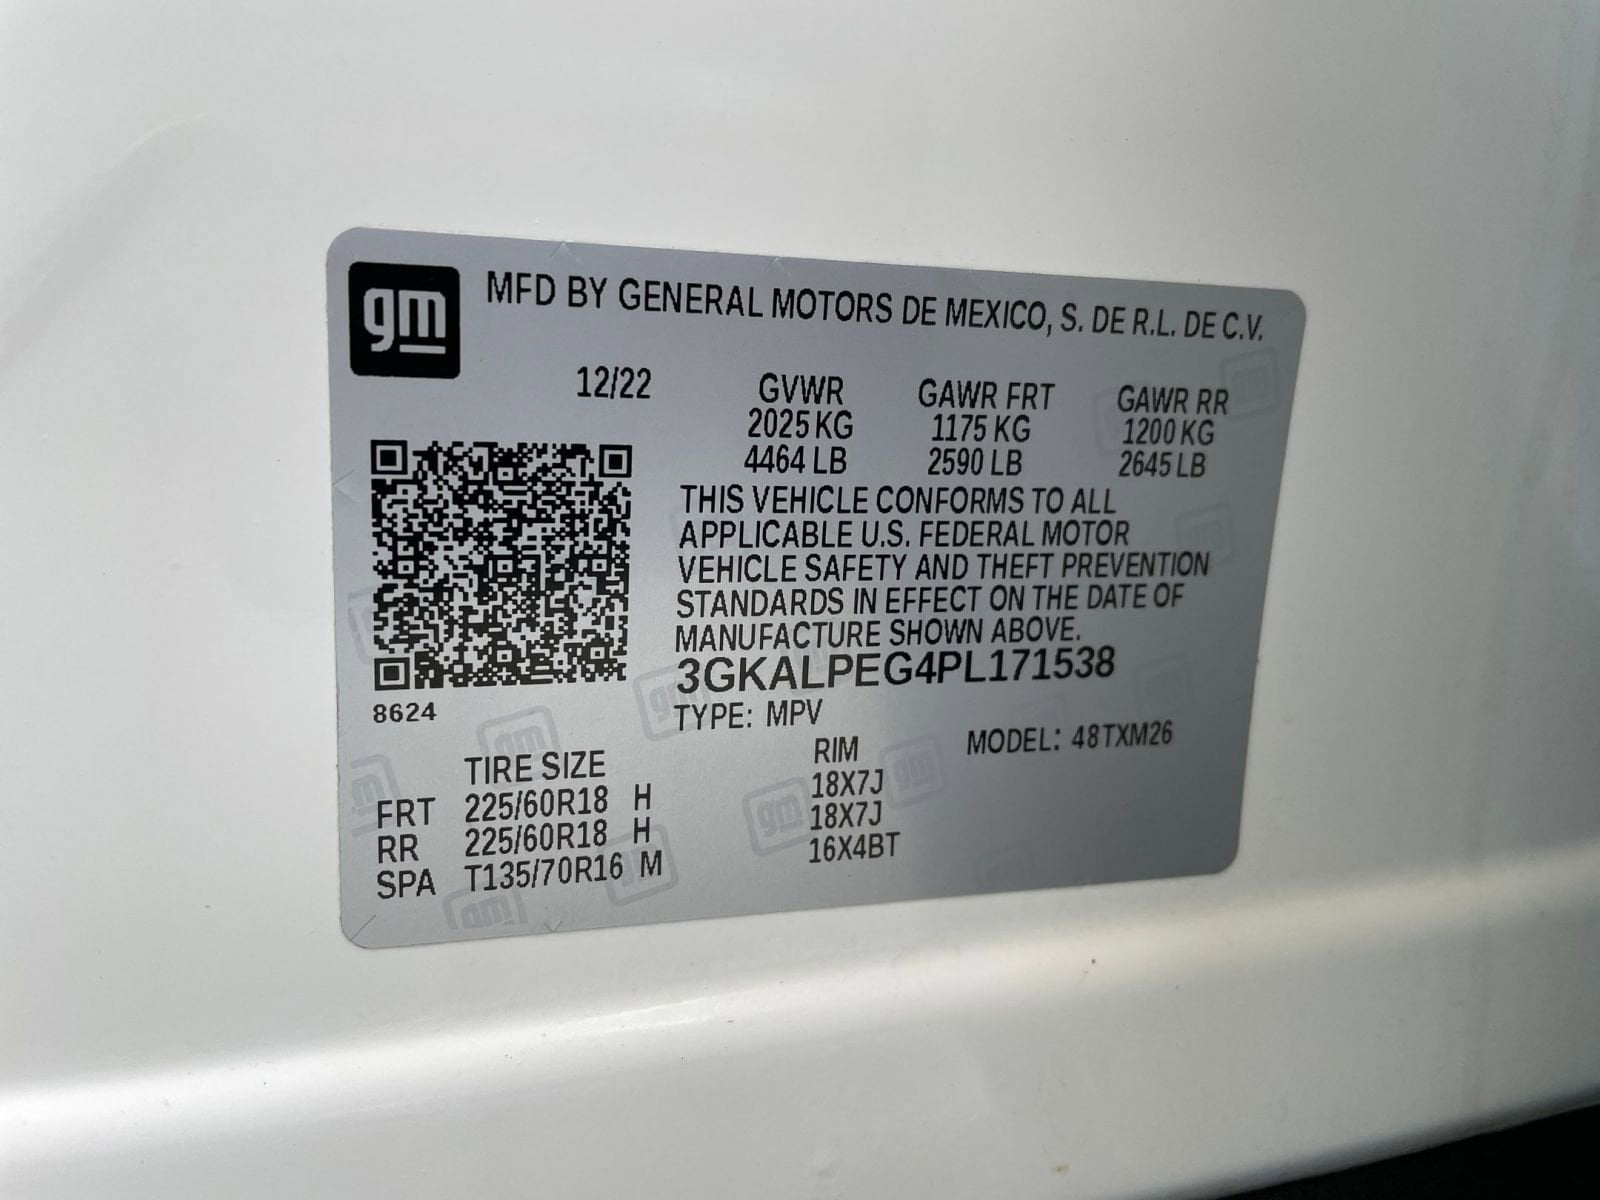 gm
MFD BY GENERAL MOTORS DE MEXICO, S. DE R.L. DE C.V.
12/22 GVWR GAWR FRT GAWR RR
2025 KG 1175 KG 1200 KG
4464 LB 2590 LB 2645 LB
THIS VEHICLE CONFORMS TO ALL
APPLICABLE U.S. FEDERAL MOTOR
VEHICLE SAFETY AND THEFT PREVENTION
STANDARDS IN EFFECT ON THE DATE OF
MANUFACTURE SHOWN ABOVE.
3GKALPEG4PL171538
8624
TYPE: MPV
MODEL: 48TXM26
TIRE SIZE RIM
FRT 225/60R18 H 18X7J
RR 225/60R18 H 18X7J
SPA T135/70R16 M 16X4BT